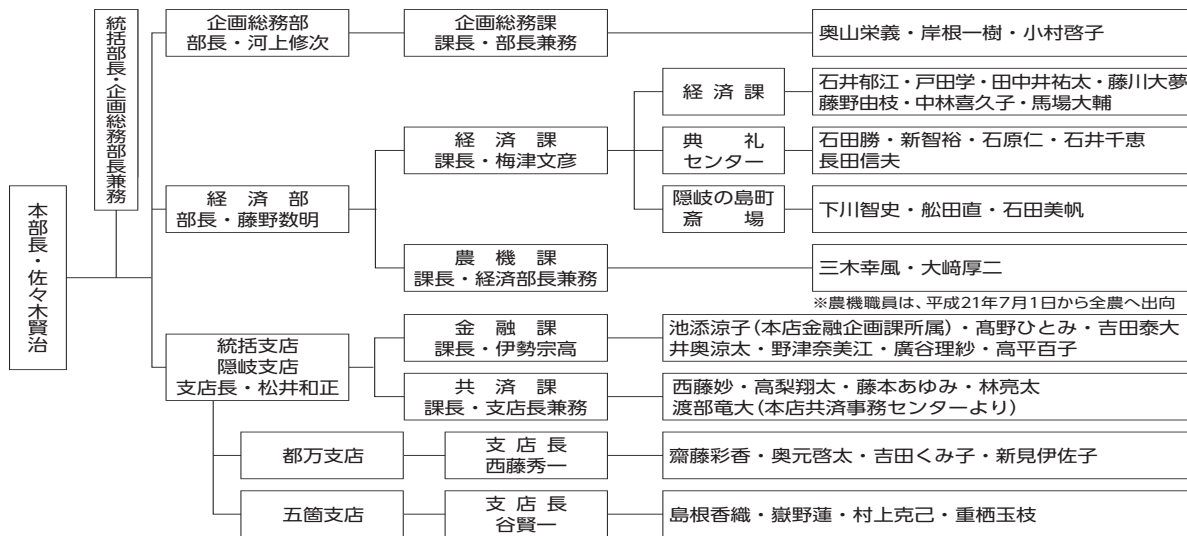 本部長・佐々木賢治
統括部長・企画総務部長兼務
企画総務部
部長・河上修次
企画総務課
課長・部長兼務
奥山栄義・岸根一樹・小村啓子
経済部
部長・藤野数明
経済課
課長・梅津文彦
経済課
石井郁江・戸田学・田中井祐太・藤川大夢
藤野由枝・中林喜久子・馬場大輔
典礼
センター
石田勝・新智裕・石原仁・石井千恵
長田信夫
隠岐の島町
斎場
下川智史・舩田直・石田美帆
農機課
課長・経済部長兼務
三木幸風・大﨑厚二
※農機職員は、平成21年7月1日から全農へ出向
統括支店
隠岐支店
支店長・松井和正
金融課
課長・伊勢宗高
池添涼子(本店金融企画課所属)・髙野ひとみ・吉田泰大
井奥涼太・野津奈美江・廣谷理紗・高平百子
共済課
課長・支店長兼務
西藤妙・高梨翔太・藤本あゆみ・林亮太
渡部竜大(本店共済事務センターより)
都万支店
支店長
西藤秀一
齋藤彩香・奥元啓太・吉田くみ子・新見伊佐子
五箇支店
支店長
谷賢一
島根香織・嶽野蓮・村上克己・重栖玉枝